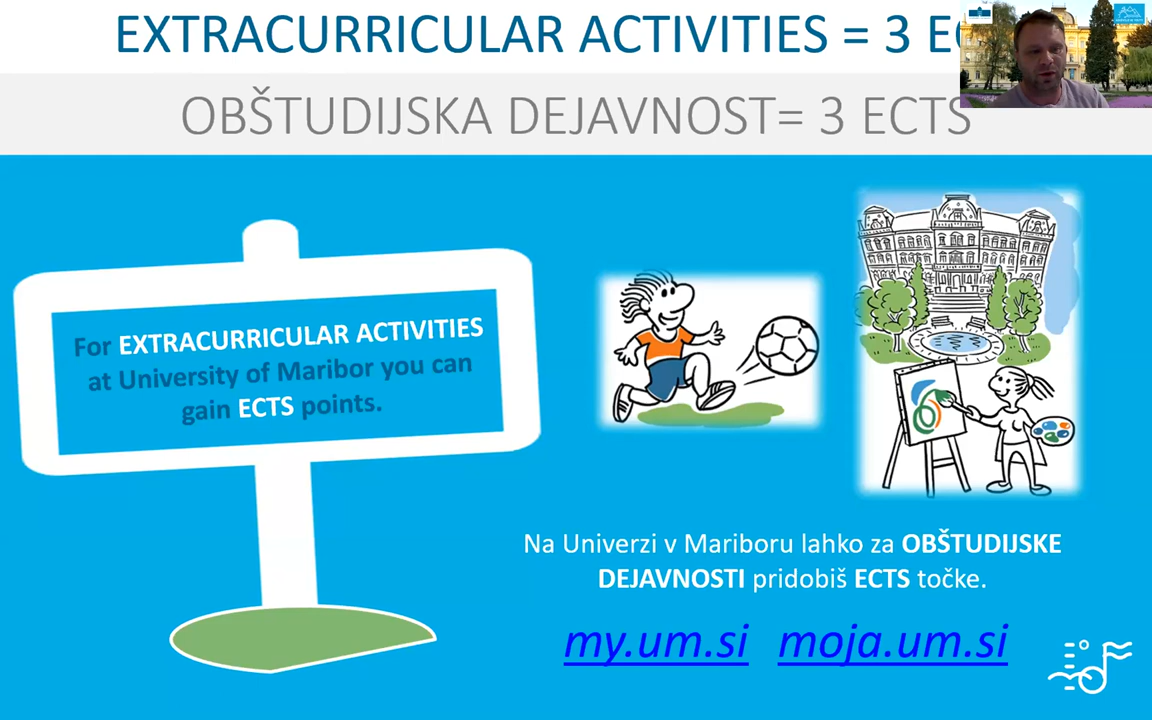 EXTRACURRICULAR ACTIVITIES = 3
OBŠTUDIJSKA DEJAVNOST= 3 ECTS
For EXTRACURRICULAR ACTIVITIES
at University of Maribor you can
gain ECTS points.
Na Univerzi v Mariboru lahko za OBŠTUDIJSKE
DEJAVNOSTI pridobiš ECTS točke.
my.um.si moja.um.si